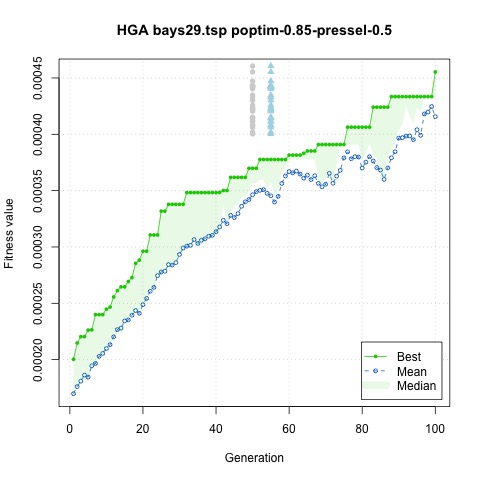 HGA bays29.tsp poptim-0.85-pressel-0.5
Fitness value
0.00045
0.00040
0.00035
0.00030
0.00025
0.00020
Best
Mean
Median
0 20 40 60 80 100
Generation